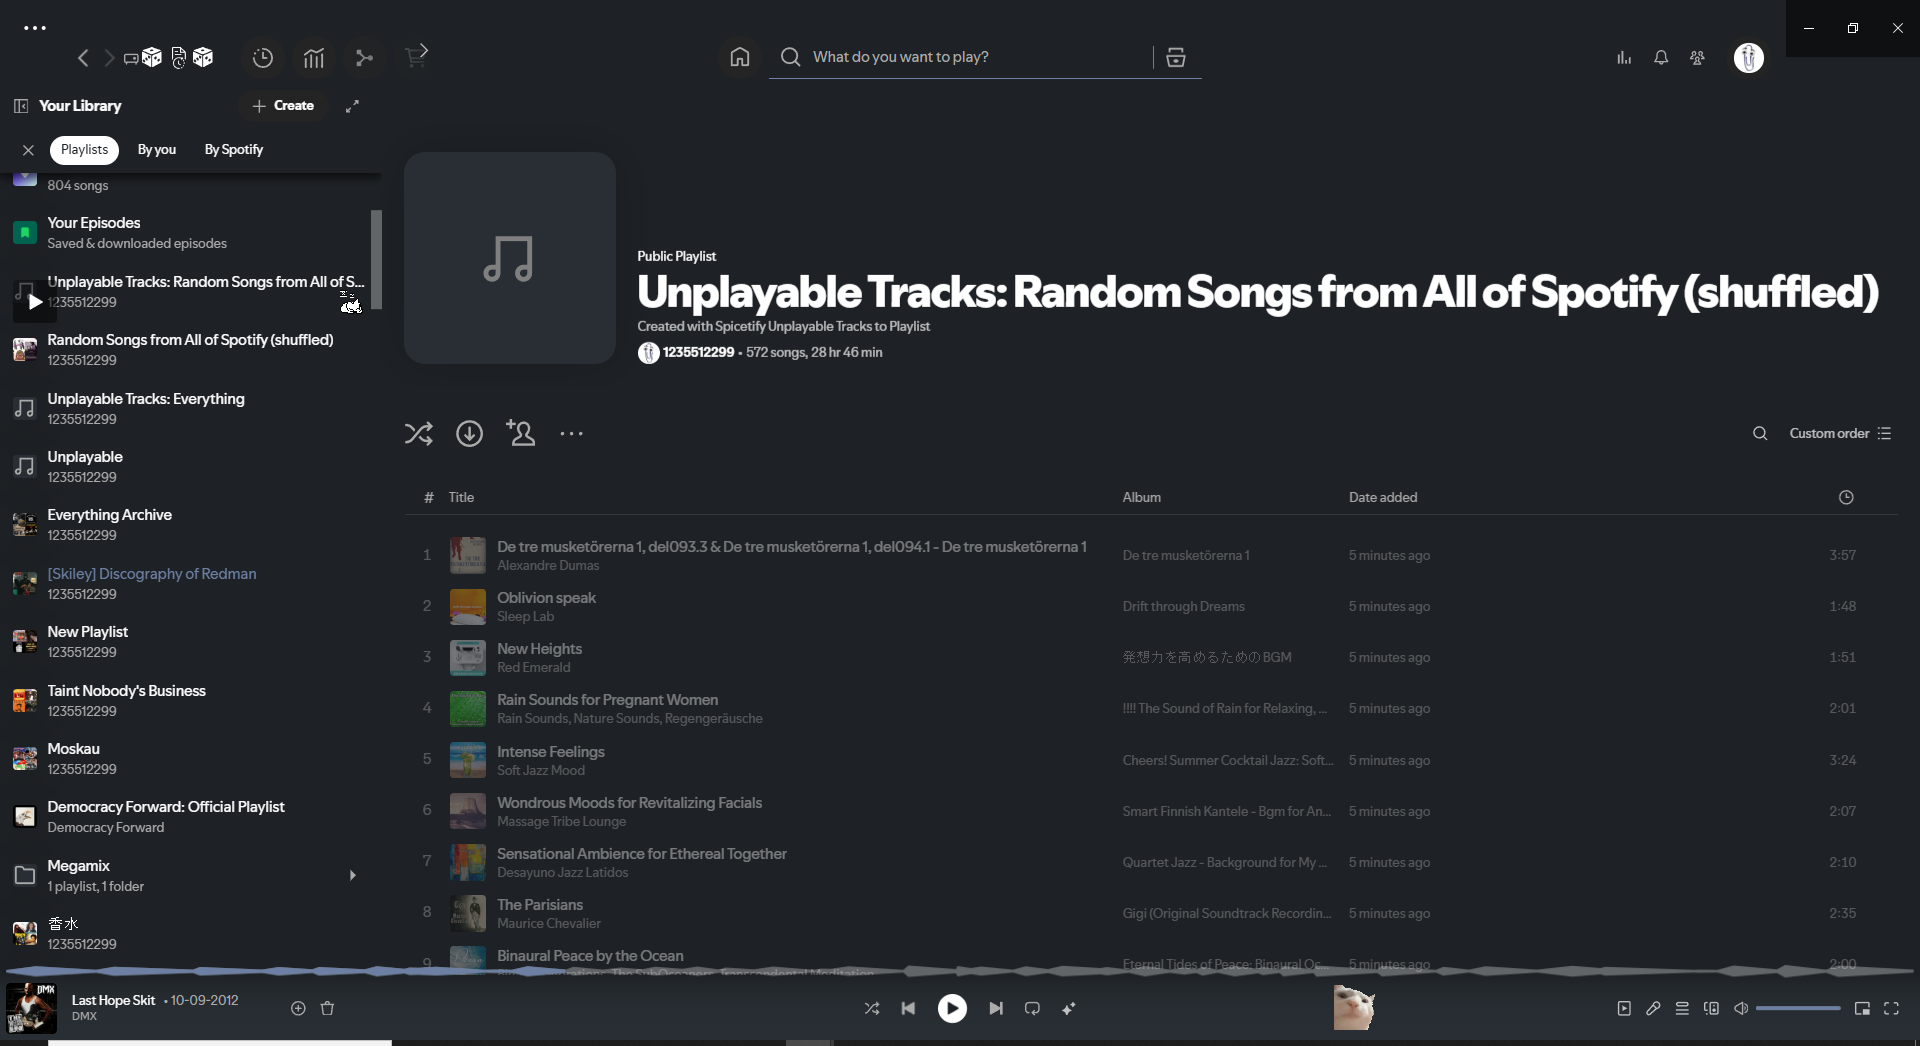 What do you want to play?
Your Library
Create
Playlists
By you
By Spotify
804 songs
Your Episodes
Saved & downloaded episodes
Unplayable Tracks: Random Songs from All of S...
1235512299
Random Songs from All of Spotify (shuffled)
1235512299
Unplayable Tracks: Everything
1235512299
Unplayable
1235512299
Everything Archive
1235512299
[Skiley] Discography of Redman
1235512299
New Playlist
1235512299
Taint Nobody's Business
1235512299
Moskau
1235512299
Democracy Forward: Official Playlist
Democracy Forward
Megamix
1 playlist, 1 folder
香水
1235512299
Public Playlist
Unplayable Tracks: Random Songs from All of Spotify (shuffled)
Created with Spicetify Unplayable Tracks to Playlist
1235512299 • 572 songs, 28 hr 46 min
Custom order
# Title Album Date added
1 De tre musketörerna 1, del093.3 & De tre musketörerna 1, del094.1 - De tre musketörerna 1 De tre musketörerna 1 5 minutes ago 3:57
Alexandre Dumas
2 Oblivion speak Drift through Dreams 5 minutes ago 1:48
Sleep Lab
3 New Heights 発想力を高めるためのBGM 5 minutes ago 1:51
Red Emerald
4 Rain Sounds for Pregnant Women !!!! The Sound of Rain for Relaxing, ... 5 minutes ago 2:01
Rain Sounds, Nature Sounds, Regengeräusche
5 Intense Feelings Cheers! Summer Cocktail Jazz: Soft... 5 minutes ago 3:24
Soft Jazz Mood
6 Wondrous Moods for Revitalizing Facials Smart Finnish Kantele - Bgm for An... 5 minutes ago 2:07
Massage Tribe Lounge
7 Sensational Ambience for Ethereal Together Quartet Jazz - Background for My ... 5 minutes ago 2:10
Desayuno Jazz Latidos
8 The Parisians Gigi (Original Soundtrack Recordin... 5 minutes ago 2:35
Maurice Chevalier
9 Binaural Peace by the Ocean Eternal Tides of Peace: Binaural Oc... 5 minutes ago 2:00
The SubOceaners, Transcendental Meditation
DMX
Last Hope Skit • 10-09-2012
DMX